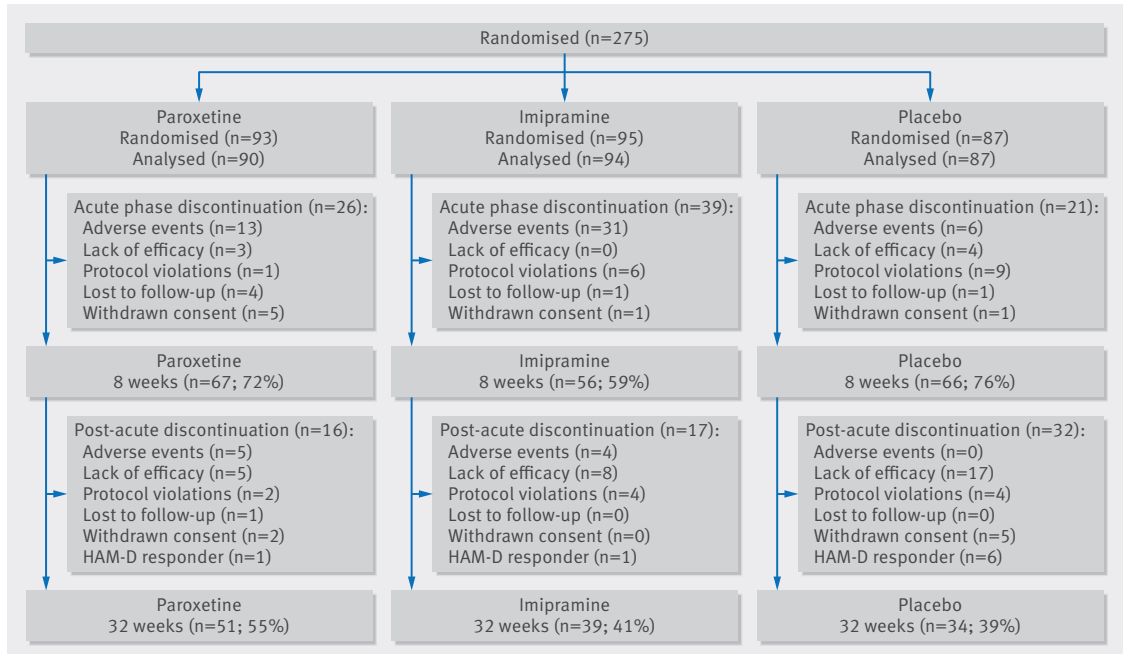 Randomised (n=275)
Paroxetine
Randomised (n=93)
Analysed (n=90)
Imipramine
Randomised (n=95)
Analysed (n=94)
Placebo
Randomised (n=87)
Analysed (n=87)
Acute phase discontinuation (n=26):
Adverse events (n=13)
Lack of efficacy (n=3)
Protocol violations (n=1)
Lost to follow-up (n=4)
Withdrawn consent (n=5)
Acute phase discontinuation (n=39):
Adverse events (n=31)
Lack of efficacy (n=0)
Protocol violations (n=6)
Lost to follow-up (n=1)
Withdrawn consent (n=1)
Acute phase discontinuation (n=21):
Adverse events (n=6)
Lack of efficacy (n=4)
Protocol violations (n=9)
Lost to follow-up (n=1)
Withdrawn consent (n=1)
Paroxetine
8 weeks (n=67; 72%)
Imipramine
8 weeks (n=56; 59%)
Placebo
8 weeks (n=66; 76%)
Post-acute discontinuation (n=16):
Adverse events (n=5)
Lack of efficacy (n=5)
Protocol violations (n=2)
Lost to follow-up (n=1)
Withdrawn consent (n=2)
HAM-D responder (n=1)
Post-acute discontinuation (n=17):
Adverse events (n=4)
Lack of efficacy (n=8)
Protocol violations (n=4)
Lost to follow-up (n=0)
Withdrawn consent (n=0)
HAM-D responder (n=1)
Post-acute discontinuation (n=32):
Adverse events (n=0)
Lack of efficacy (n=17)
Protocol violations (n=4)
Lost to follow-up (n=0)
Withdrawn consent (n=5)
HAM-D responder (n=6)
Paroxetine
32 weeks (n=51; 55%)
Imipramine
32 weeks (n=39; 41%)
Placebo
32 weeks (n=34; 39%)